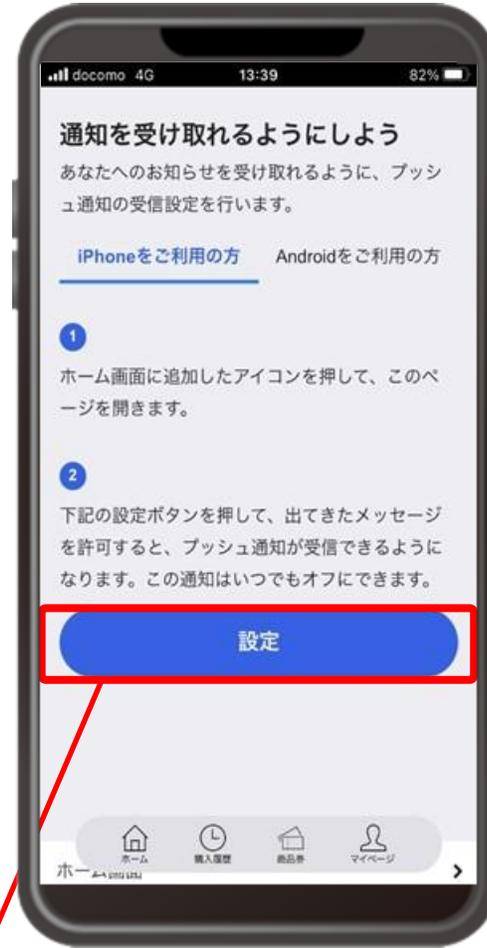 docomo 4G 13:39 82%
通知を受け取れるようにしよう
あなたへのお知らせを受け取れるように、プッシ
ュ通知の受信設定を行います。
iPhoneをご利用の方 Androidをご利用の方
1
ホーム画面に追加したアイコンを押して、このペ
ージを開きます。
2
下記の設定ボタンを押して、出てきたメッセージ
を許可すると、プッシュ通知が受信できるように
なります。この通知はいつでもオフにできます。
設定
ホーム 購入履歴 商品券 マイページ
ホーム画面